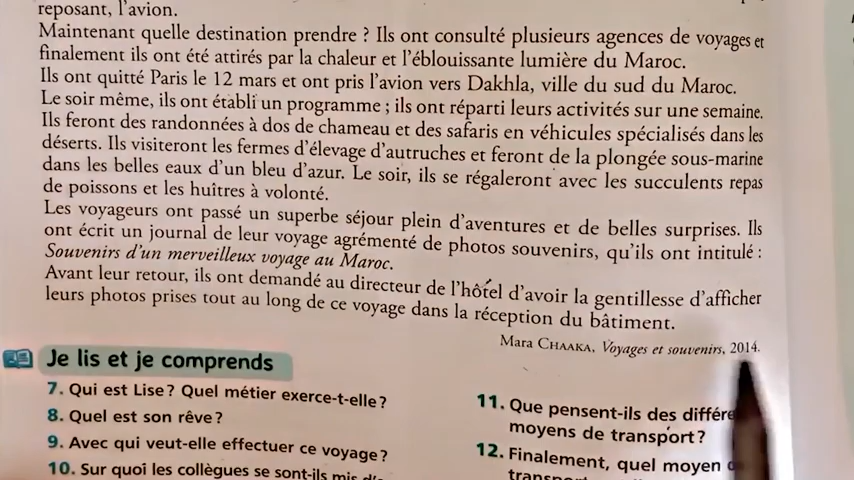 reposant, l'avion.
Maintenant quelle destination prendre ? Ils ont consulté plusieurs agences de voyages et
finalement ils ont été attirés par la chaleur et l'éblouissante lumière du Maroc.
Ils ont quitté Paris le 12 mars et ont pris l'avion vers Dakhla, ville du sud du Maroc.
Le soir même, ils ont établi un programme ; ils ont réparti leurs activités sur une semaine.
Ils feront des randonnées à dos de chameau et des safaris en véhicules spécialisés dans les
déserts. Ils visiteront les fermes d'élevage d'autruches et feront de la plongée sous-marine
dans les belles eaux d'un bleu d'azur. Le soir, ils se régaleront avec les succulents repas
de poissons et les huîtres à volonté.
Les voyageurs ont passé un superbe séjour plein d'aventures et de belles surprises. Ils
ont écrit un journal de leur voyage agrémenté de photos souvenirs, qu'ils ont intitulé :
Souvenirs d'un merveilleux voyage au Maroc.
Avant leur retour, ils ont demandé au directeur de l'hôtel d'avoir la gentillesse d'afficher
leurs photos prises tout au long de ce voyage dans la réception du bâtiment.
Mara CHAAKA, Voyages et souvenirs, 2014.
Je lis et je comprends
7. Qui est Lise ? Quel métier exerce-t-elle ?
8. Quel est son rêve ?
9. Avec qui veut-elle effectuer ce voyage ?
10. Sur quoi les collègues se sont-ils mis
11. Que pensent-ils des
moyens de transport ?
12. Finalement, quel moyen